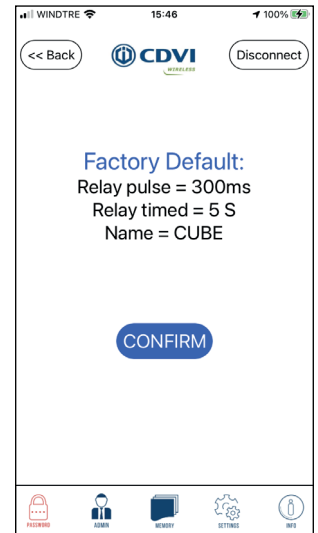 WINDTRE 15:46 100%
<< Back
CDVI
WIRELESS
Disconnect
Factory Default:
Relay pulse = 300ms
Relay timed = 5 S
Name = CUBE
CONFIRM
PASSWORD ADMIN MEMORY SETTINGS INFO